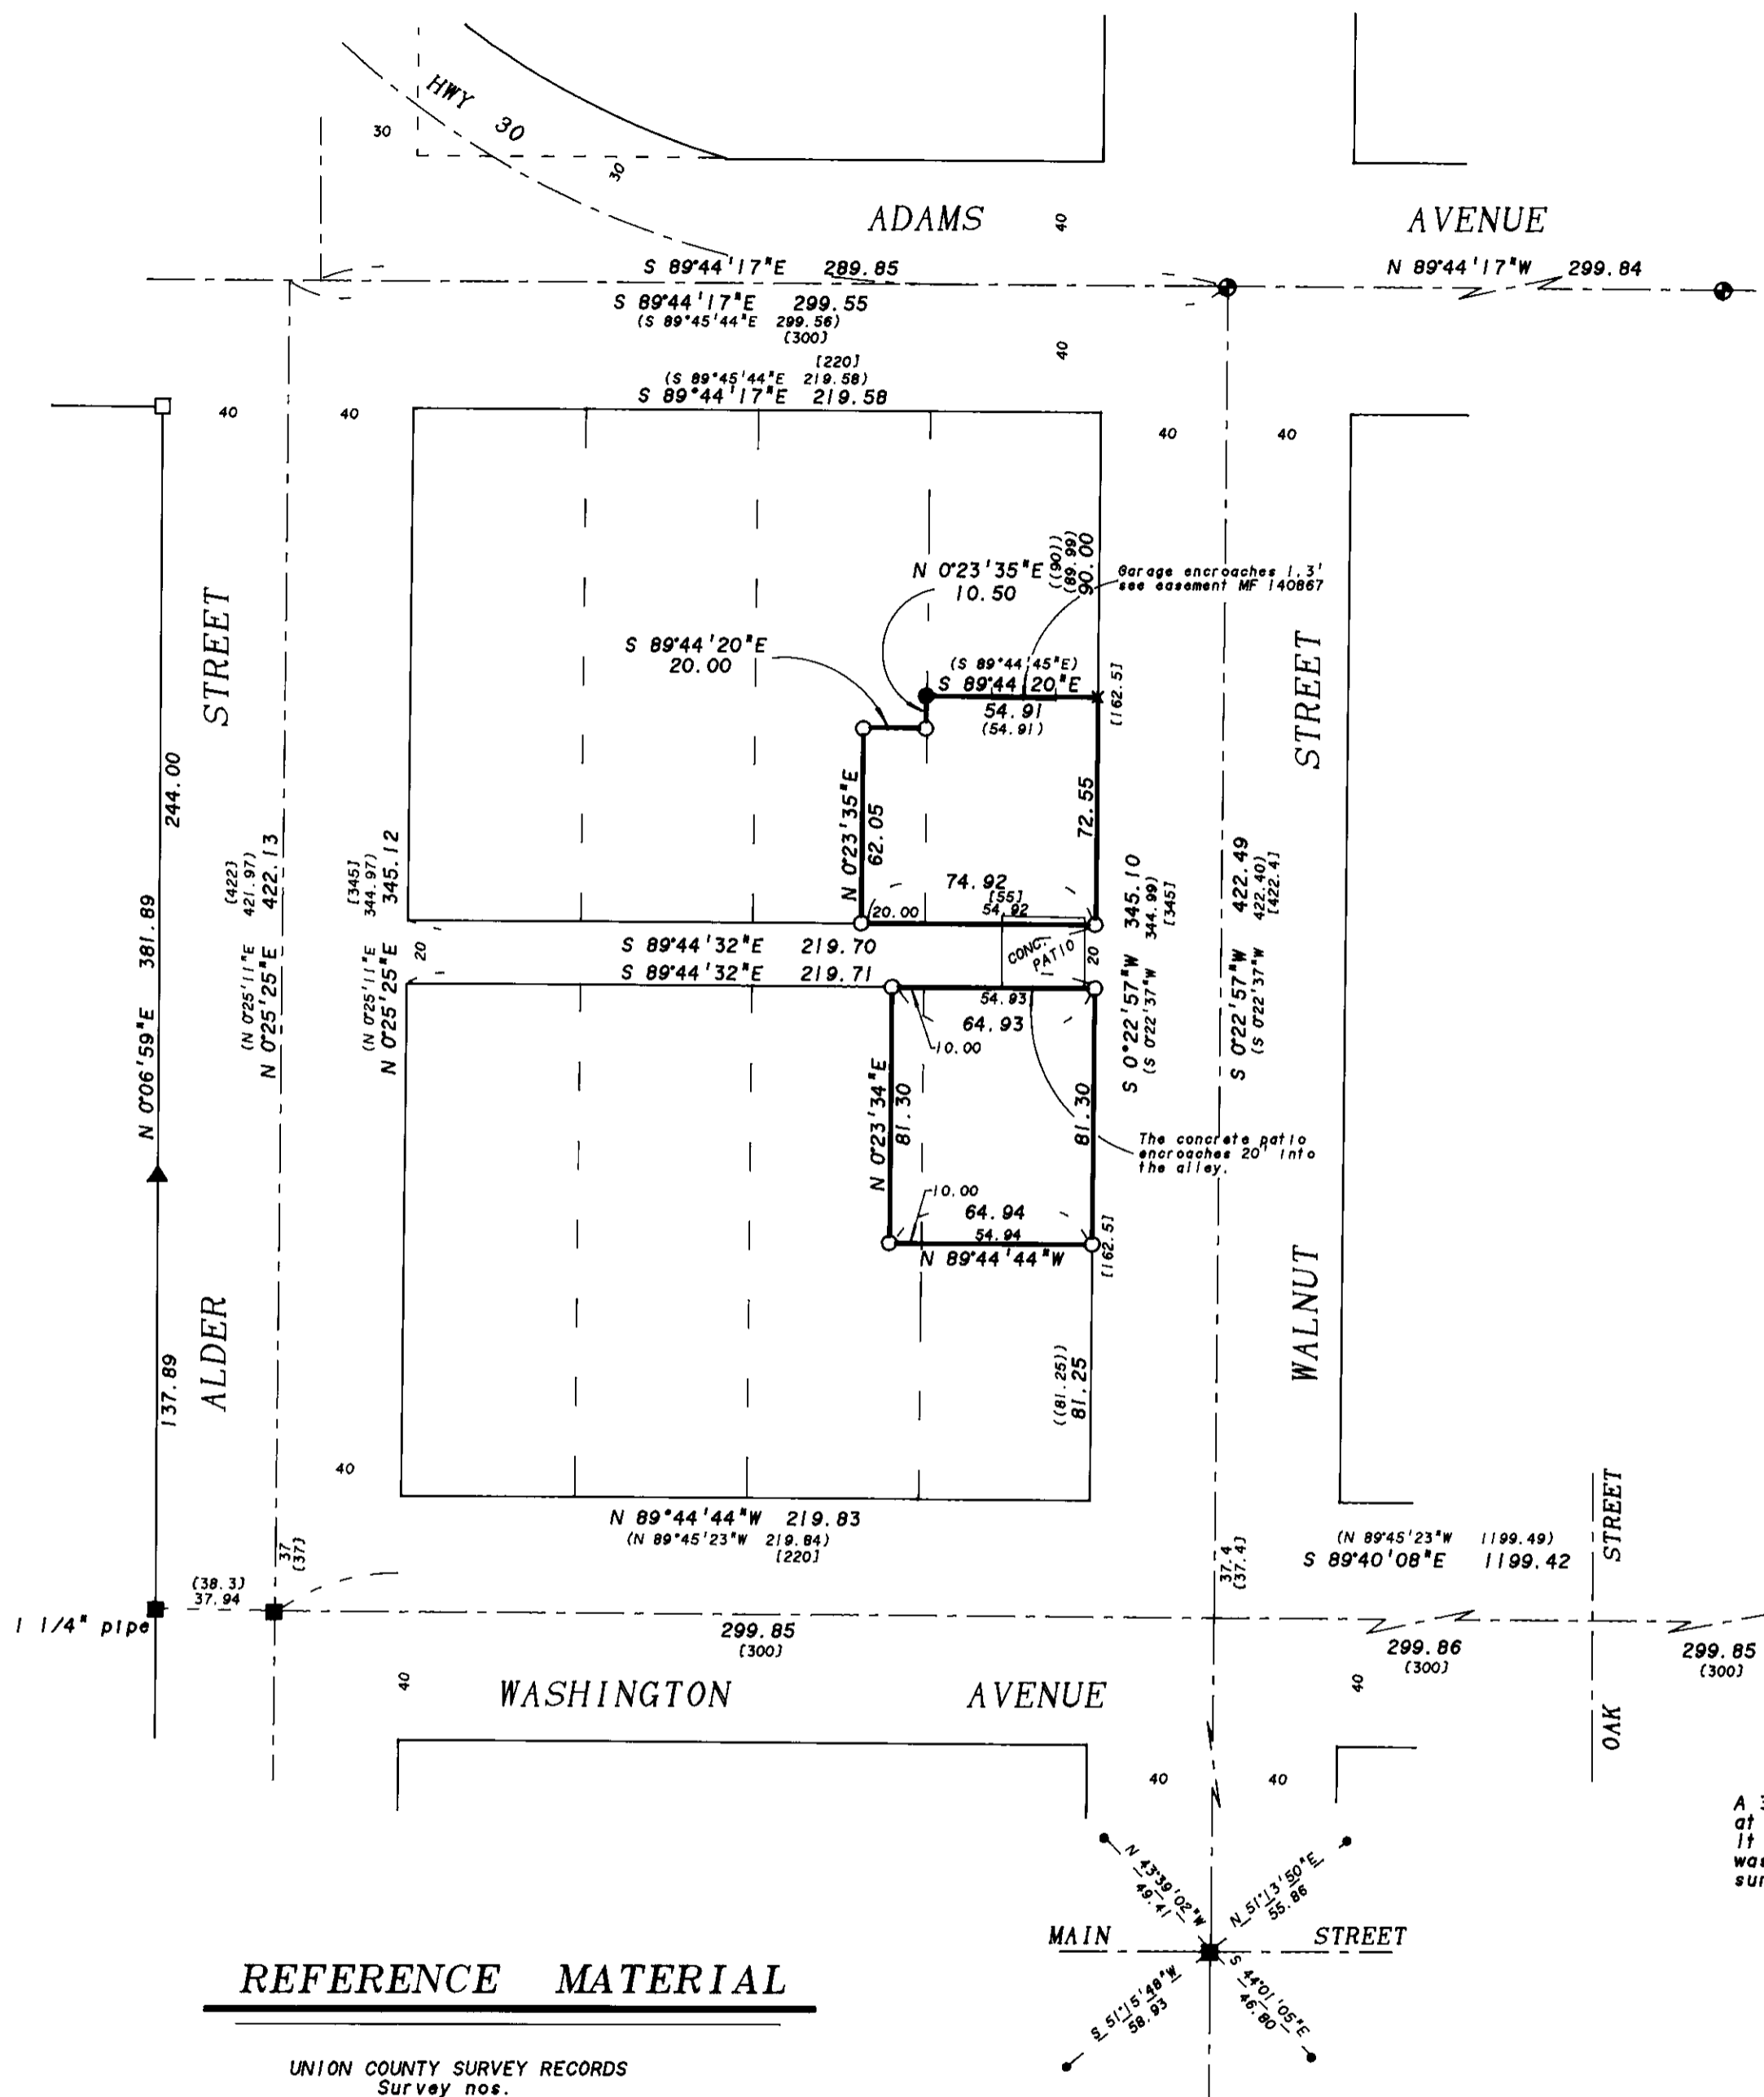 HWY 30
30
30
ADAMS AVENUE
40
S 89°44'17"E 289.85
N 89°44'17"W 299.84
S 89°44'17"E 299.55
(S 89°45'44"E 299.56)
[300]
40
[220]
(S 89°45'44"E 219.58)
S 89°44'17"E 219.58
40
40
40
40
((90))
(89.99)
90.00
N 0°23'35"E
10.50
Garage encroaches 1.3'
see easement MF 140867
S 89°44'20"E
20.00
(S 89°44'45"E)
S 89°44'20"E
54.91
(54.91)
[162.5]
STREET
STREET
244.00
N 0°23'35"E
62.05
72.55
74.92
[55]
20.00
54.92
N 0°06'59"E 381.89
[422]
(N 0°25'11"E 421.97)
N 0°25'25"E 422.13
[345]
(N 0°25'11"E 344.97)
N 0°25'25"E 345.12
20
S 89°44'32"E 219.70
S 89°44'32"E 219.71
CONC.
PATIO
20
S 0°22'57"W 345.10
(S 0°22'37"W 344.99)
[345]
S 0°22'57"W 422.49
(S 0°22'37"W 422.40)
[422.4]
54.93
64.93
10.00
N 0°23'34"E
81.30
81.30
The concrete patio
encroaches 20' into
the alley.
10.00
64.94
54.94
N 89°44'44"W
[162.5]
ALDER
WALNUT
137.89
((81.25))
81.25
40
N 89°44'44"W 219.83
(N 89°45'23"W 219.84)
[220]
37
[37]
37.4
[37.4]
(N 89°45'23"W 1199.49)
S 89°40'08"E 1199.42
STREET
(38.3)
37.94
1 1/4" pipe
299.85
[300]
299.86
[300]
299.85
[300]
40
WASHINGTON AVENUE
40
OAK
40
40
A 3
at
It
was
sur
N 43°39'02"W
49.41
N 51°13'50"E
55.86
MAIN STREET
S 51°15'48"W
58.93
S 44°01'05"E
46.80
REFERENCE MATERIAL
UNION COUNTY SURVEY RECORDS
Survey nos.